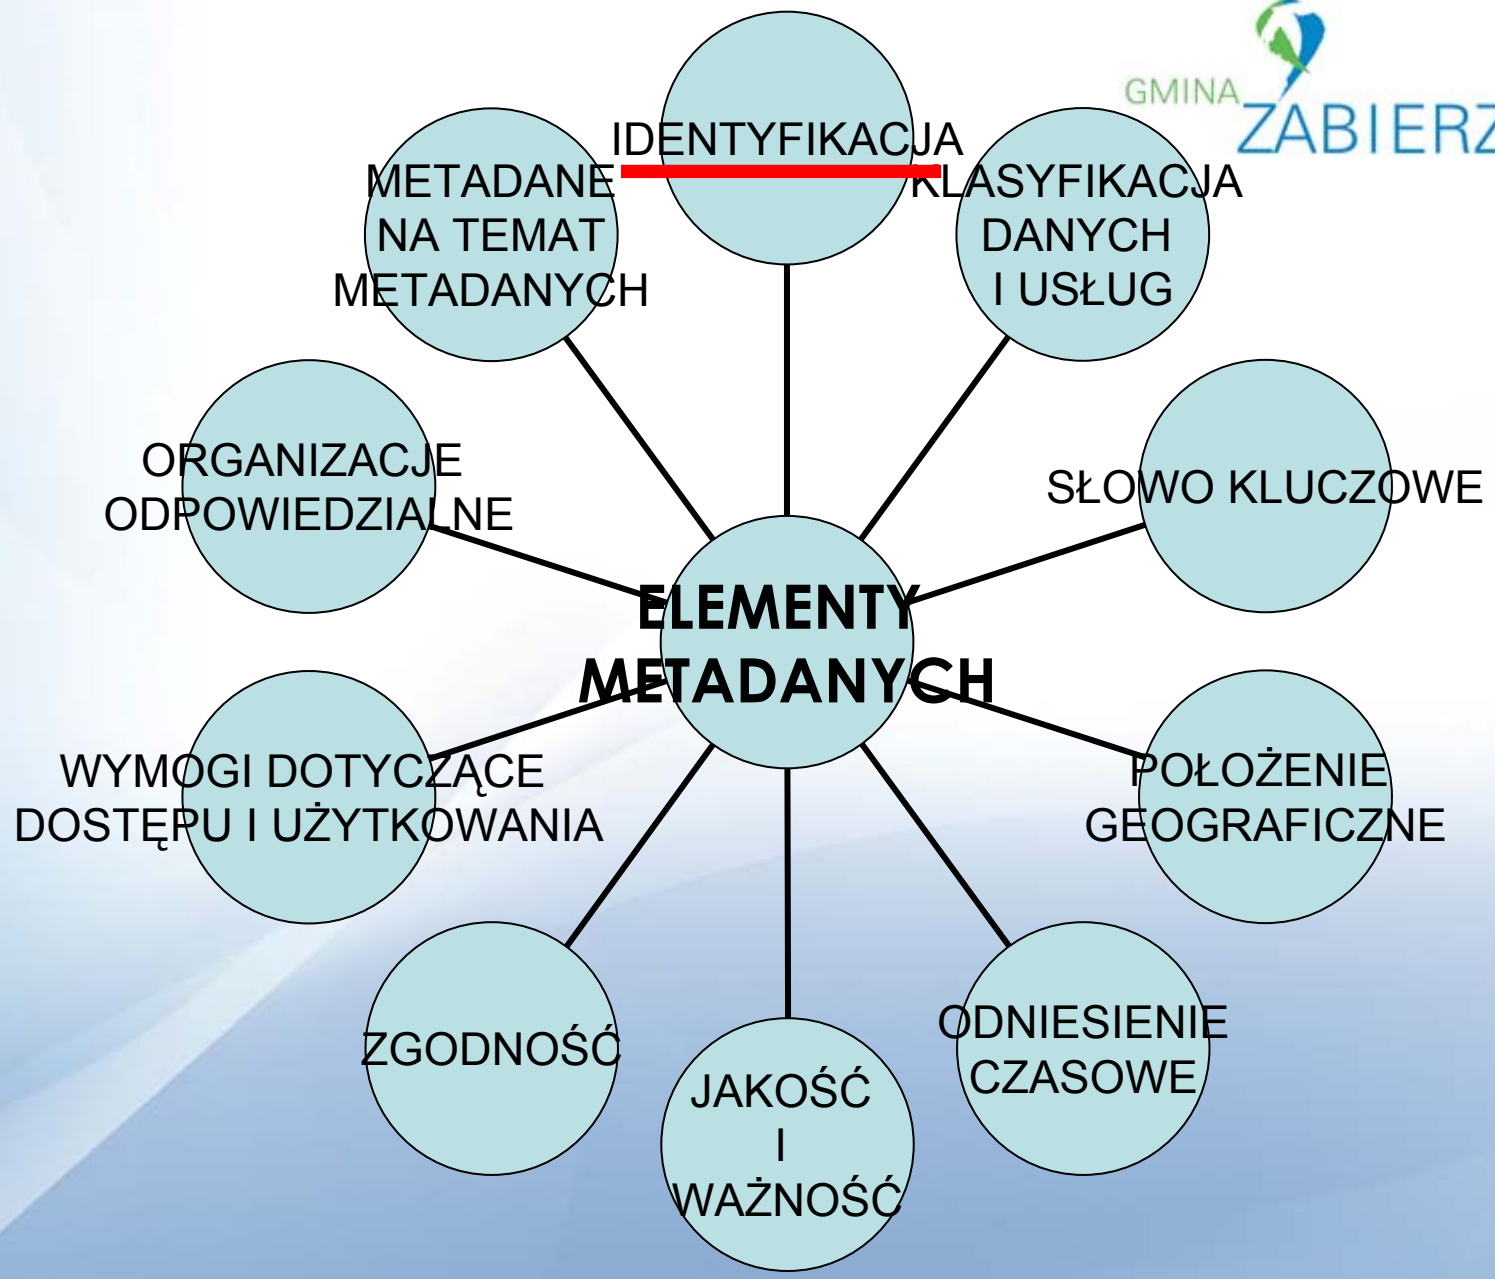 GMINA
ZABIERZ
IDENTYFIKACJA
KLASYFIKACJA
DANYCH
I USŁUG
SŁOWO KLUCZOWE
POŁOŻENIE
GEOGRAFICZNE
ODNIESIENIE
CZASOWE
JAKOŚĆ
I
WAŻNOŚĆ
ZGODNOŚĆ
WYMOGI DOTYCZĄCE
DOSTĘPU I UŻYTKOWANIA
ORGANIZACJE
ODPOWIEDZIALNE
METADANE
NA TEMAT
METADANYCH
ELEMENTY
METADANYCH